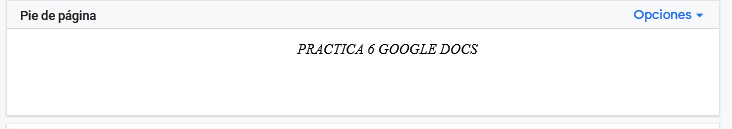 Pie de página
Opciones
PRACTICA 6 GOOGLE DOCS